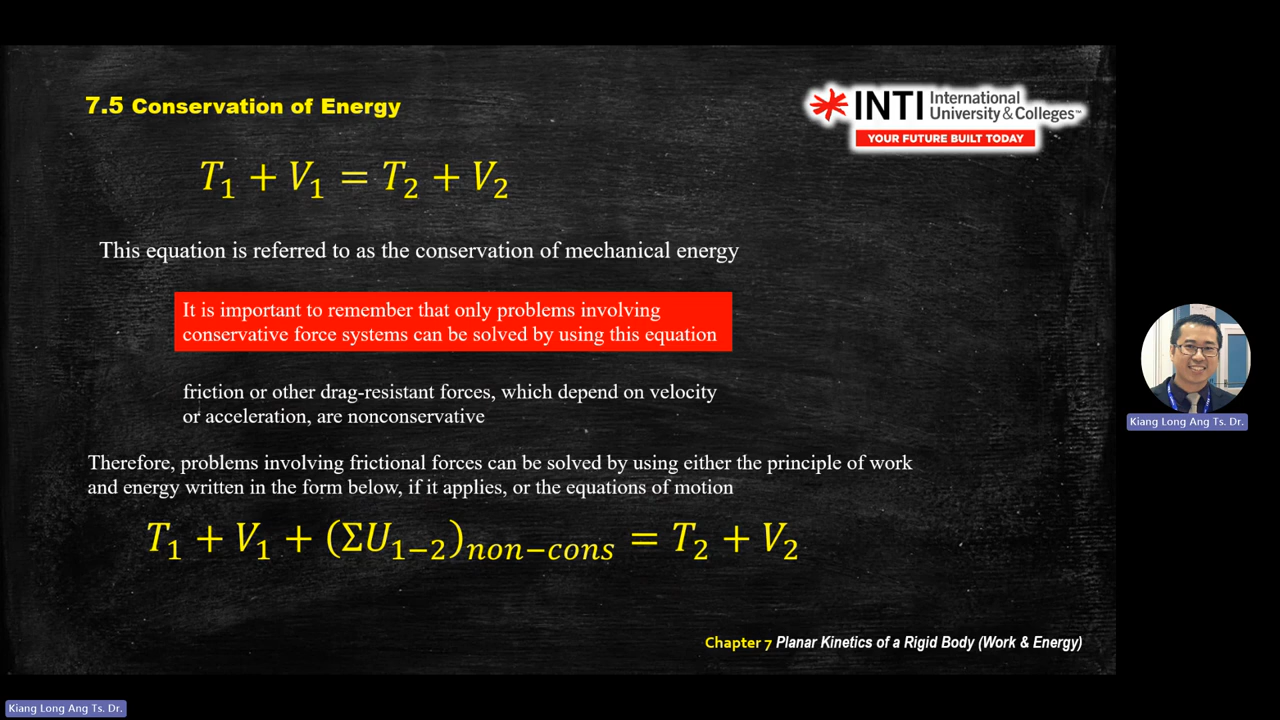 7.5 Conservation of Energy
INTI International
University & Colleges™
YOUR FUTURE BUILT TODAY
T₁ + V₁ = T₂ + V₂
This equation is referred to as the conservation of mechanical energy
It is important to remember that only problems involving
conservative force systems can be solved by using this equation
friction or other drag-resistant forces, which depend on velocity
or acceleration, are nonconservative
Therefore, problems involving frictional forces can be solved by using either the principle of work
and energy written in the form below, if it applies, or the equations of motion
T₁ + V₁ + (ΣU₁₋₂)non−cons = T₂ + V₂
Chapter 7 Planar Kinetics of a Rigid Body (Work & Energy)
Kiang Long Ang Ts. Dr.
Kiang Long Ang Ts. Dr.